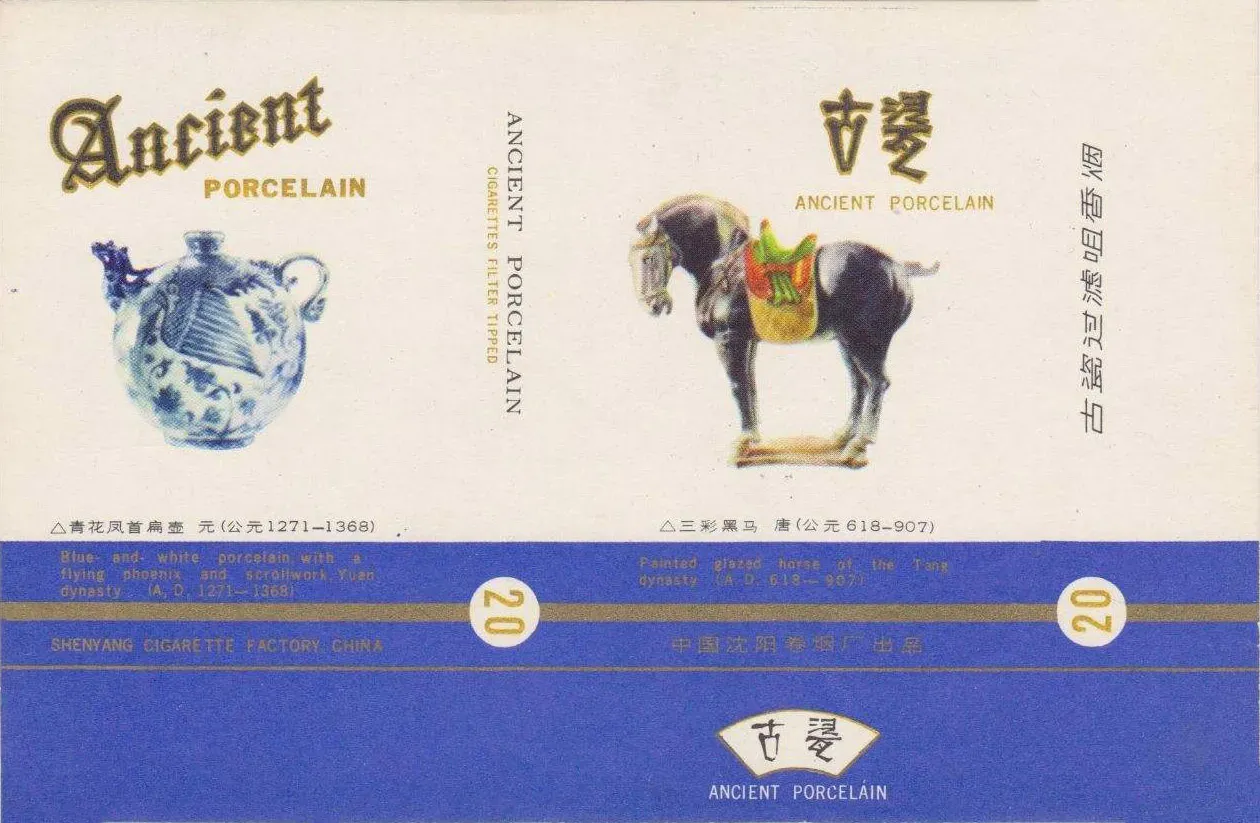 Ancient
PORCELAIN
△青花凤首扁壶 元(公元1271—1368)
Blue- and- white porcelain with a
flying phoenix and scrollwork Yuan
dynasty (A. D. 1271—1368)
SHENYANG CIGARETTE FACTORY, CHINA
ANCIENT PORCELAIN
CIGARETTES FILTER TIPPED
20
古瓷
ANCIENT PORCELAIN
△三彩黑马 唐(公元618-907)
Painted glazed horse of the T'ang
dynasty (A. D. 618—907)
中国沈阳卷烟厂出品
古瓷过滤咀香烟
20
古瓷
ANCIENT PORCELAIN